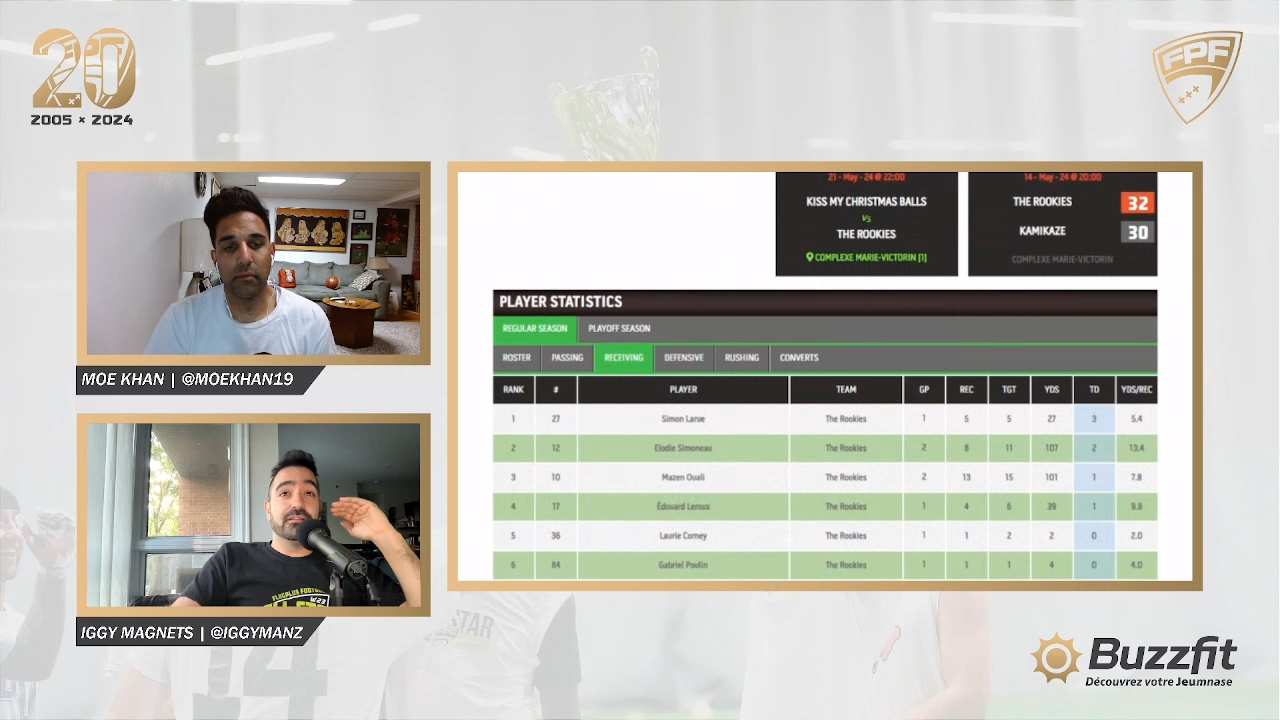 20
2005 × 2024
FPF
MOE KHAN | @MOEKHAN19
IGGY MAGNETS | @IGGYMANZ
21 - May - 24 @ 22:00
KISS MY CHRISTMAS BALLS
Vs
THE ROOKIES
COMPLEXE MARIE-VICTORIN [1]
14 - May - 24 @ 20:00
THE ROOKIES 32
KAMIKAZE 30
COMPLEXE MARIE-VICTORIN
PLAYER STATISTICS
REGULAR SEASON PLAYOFF SEASON
ROSTER PASSING RECEIVING DEFENSIVE RUSHING CONVERTS
RANK # PLAYER TEAM GP REC TGT YDS TD YDS/REC
1 27 Simon Larue The Rookies 1 5 5 27 3 5.4
2 12 Elodie Simoneau The Rookies 2 8 11 107 2 13.4
3 10 Mazen Ouali The Rookies 2 13 15 101 1 7.8
4 17 Édouard Leroux The Rookies 1 4 6 39 1 9.8
5 36 Laurie Corney The Rookies 1 1 2 2 0 2.0
6 84 Gabriel Poulin The Rookies 1 1 1 4 0 4.0
STAR
14
Buzzfit
Découvrez votre Jeumnase